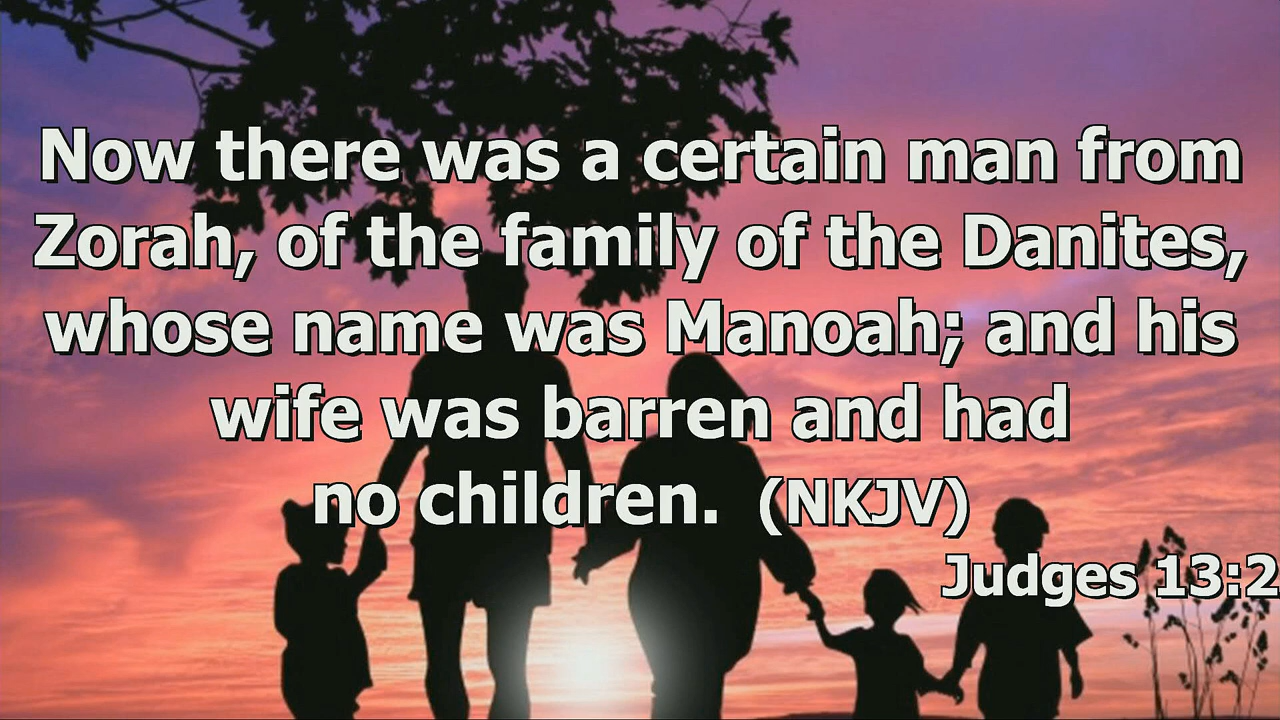 Now there was a certain man from
Zorah, of the family of the Danites,
whose name was Manoah; and his
wife was barren and had
no children. (NKJV)
Judges 13:2